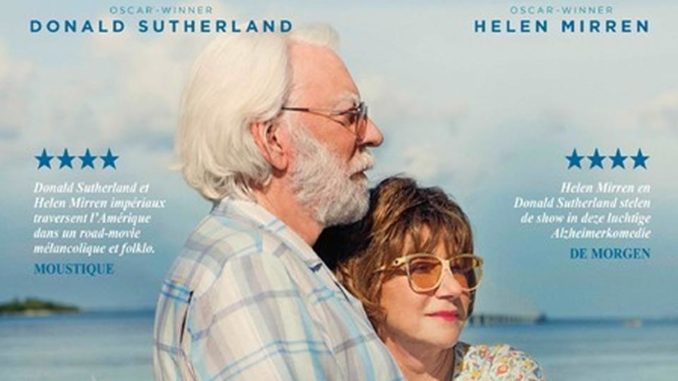 OSCAR-WINNER
DONALD SUTHERLAND
OSCAR-WINNER
HELEN MIRREN
Donald Sutherland et
Helen Mirren impériaux
traversent l’Amérique
dans un road-movie
mélancolique et folklo.
MOUSTIQUE
Helen Mirren en
Donald Sutherland stelen
de show in deze luchtige
Alzheimerkomedie
DE MORGEN